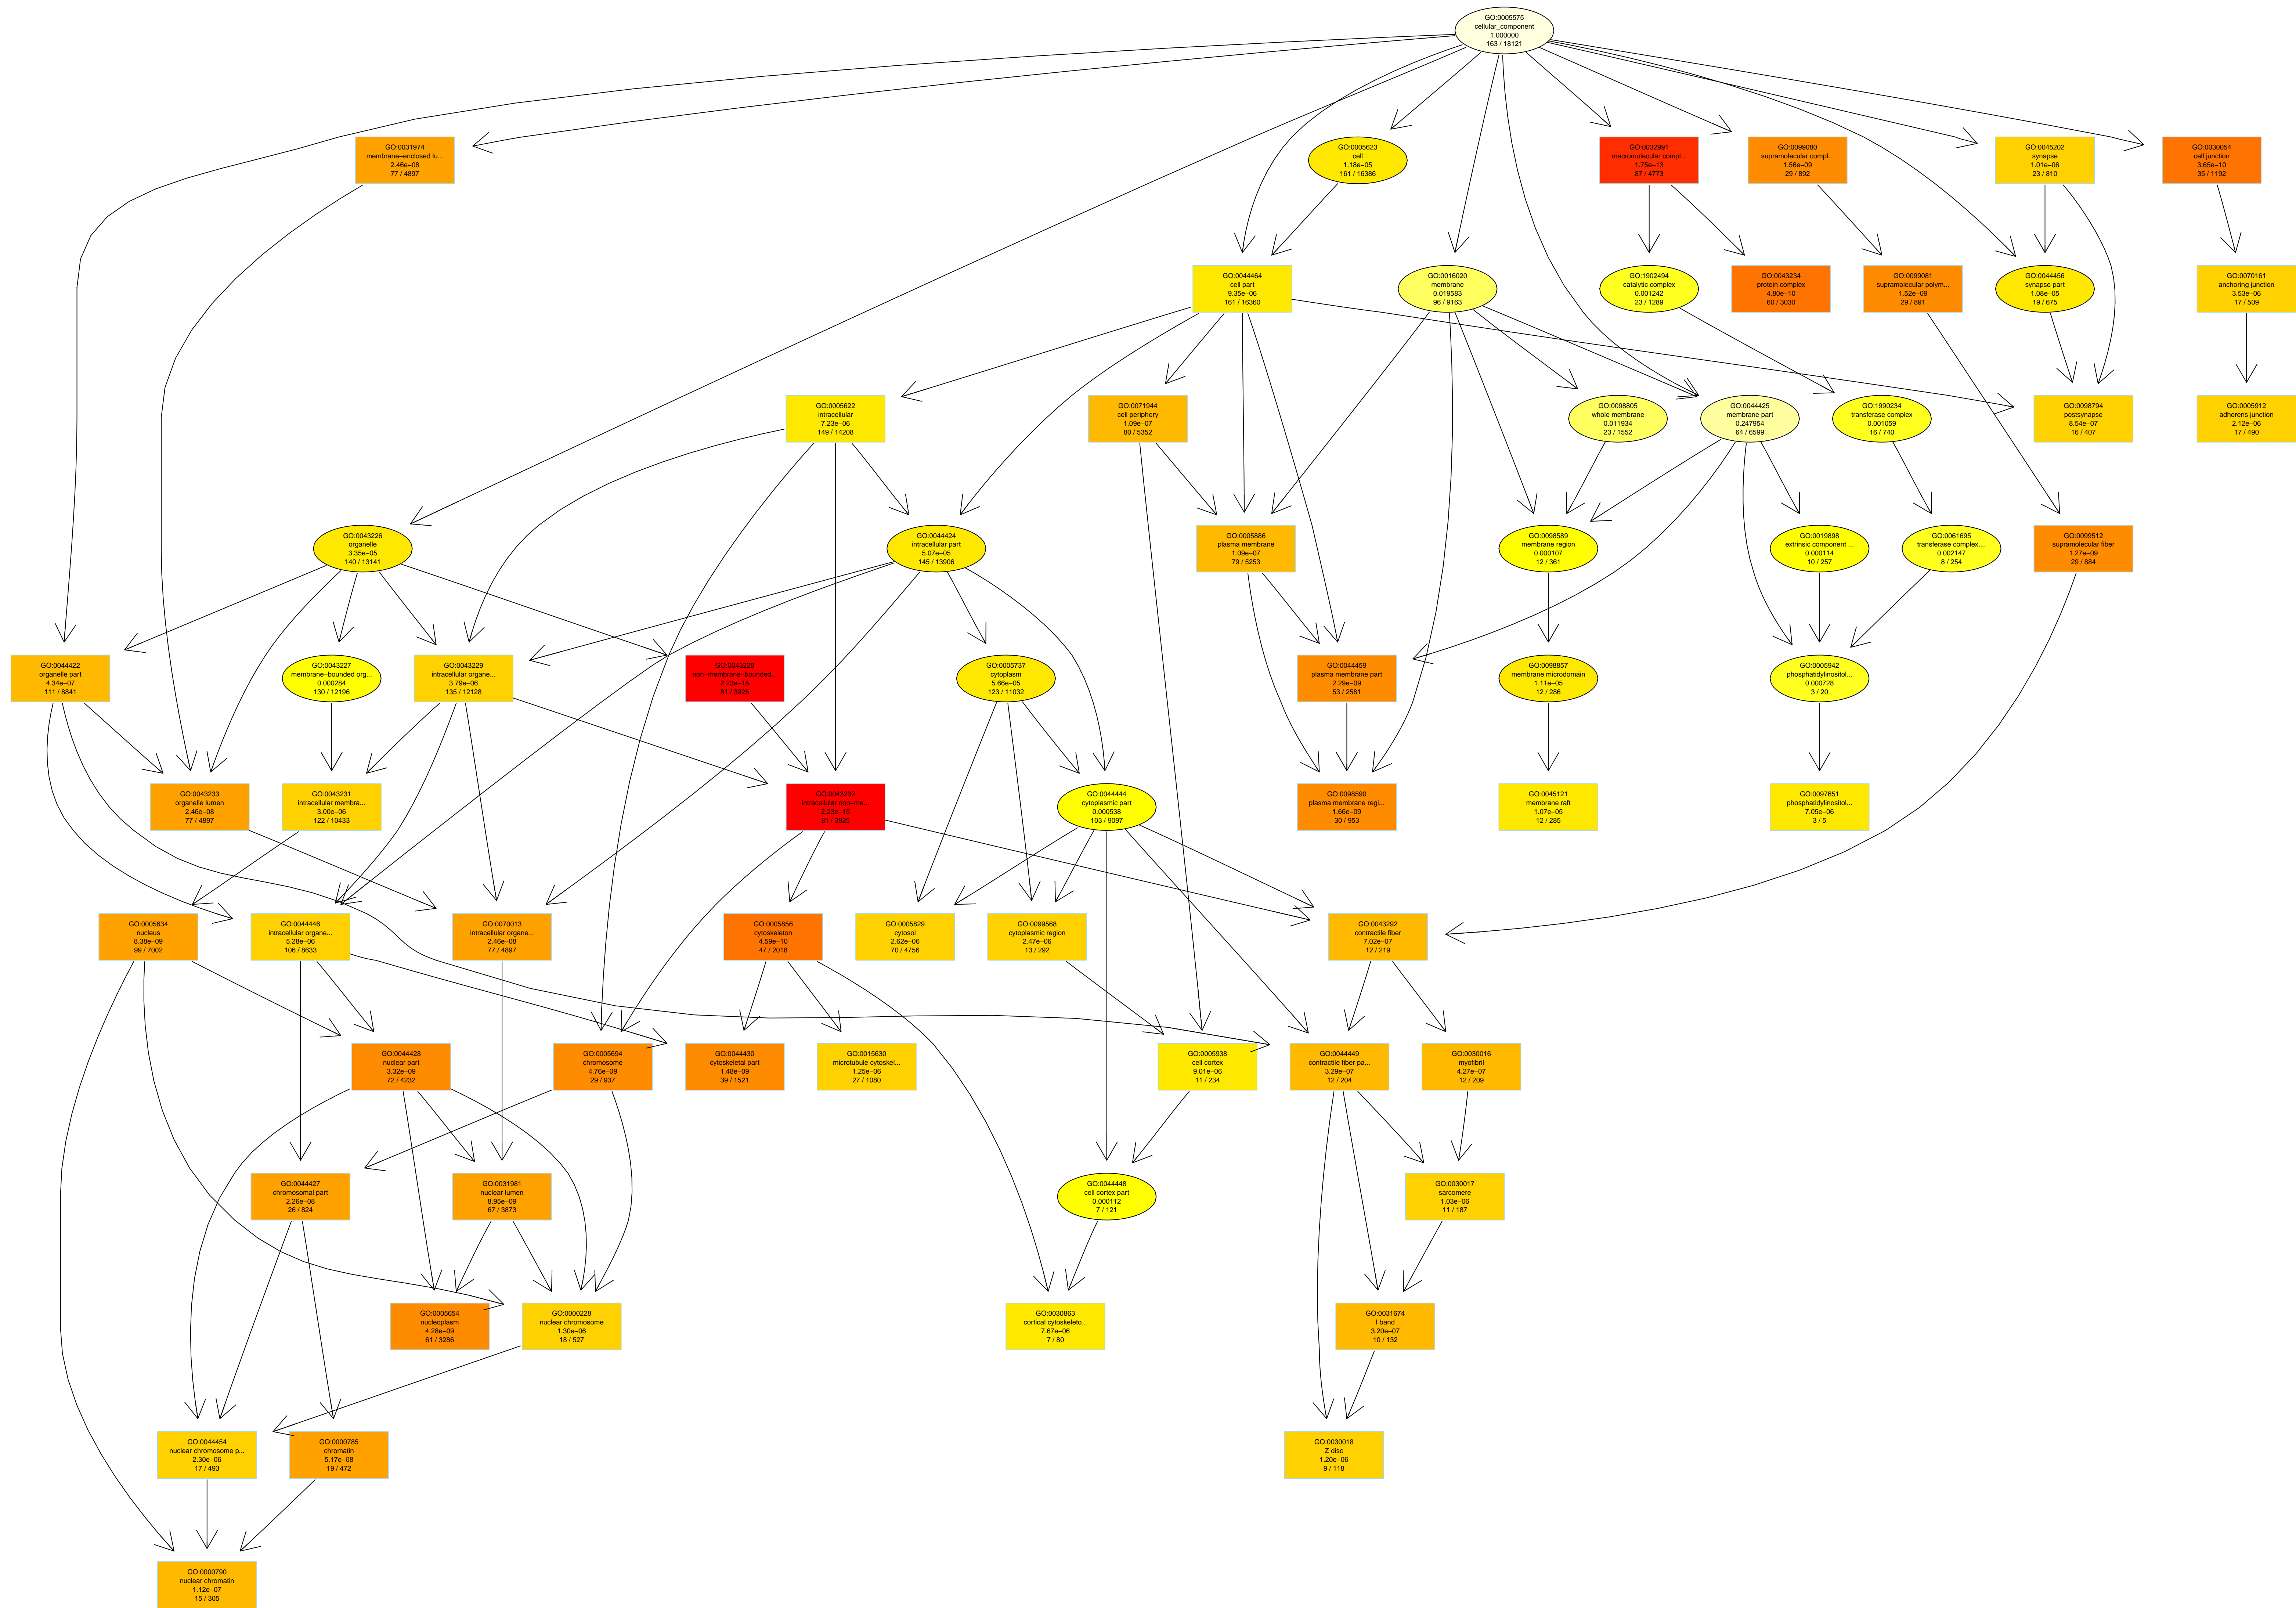 GO:0005575
cellular_component
1.000000
163 / 18121
GO:0031974
membrane−enclosed lu...
2.46e−08
77 / 4897
GO:0005623
cell
1.18e−05
161 / 16386
GO:0032991
macromolecular compl...
1.75e−13
87 / 4773
GO:0099080
supramolecular compl...
1.56e−09
29 / 892
GO:0045202
synapse
1.01e−06
23 / 810
GO:0030054
cell junction
3.65e−10
35 / 1192
GO:0044464
cell part
9.35e−06
161 / 16360
GO:0016020
membrane
0.019583
96 / 9163
GO:1902494
catalytic complex
0.001242
23 / 1289
GO:0043234
protein complex
4.80e−10
60 / 3030
GO:0099081
supramolecular polym...
1.52e−09
29 / 891
GO:0044456
synapse part
1.08e−05
19 / 675
GO:0070161
anchoring junction
3.53e−06
17 / 509
GO:0005622
intracellular
7.23e−06
149 / 14208
GO:0071944
cell periphery
1.09e−07
80 / 5352
GO:0098805
whole membrane
0.011934
23 / 1552
GO:0044425
membrane part
0.247954
64 / 6599
GO:1990234
transferase complex
0.001059
16 / 740
GO:0098794
postsynapse
8.54e−07
16 / 407
GO:0005912
adherens junction
2.12e−06
17 / 490
GO:0043226
organelle
3.35e−05
140 / 13141
GO:0044424
intracellular part
5.07e−05
145 / 13906
GO:0005886
plasma membrane
1.09e−07
79 / 5253
GO:0098589
membrane region
0.000107
12 / 361
GO:0019898
extrinsic component ...
0.000114
10 / 257
GO:0061695
transferase complex,...
0.002147
8 / 254
GO:0099512
supramolecular fiber
1.27e−09
29 / 884
GO:0044422
organelle part
4.34e−07
111 / 8841
GO:0043227
membrane−bounded org...
0.000284
130 / 12196
GO:0043229
intracellular organe...
3.79e−06
135 / 12128
GO:0043228
non−membrane−bounded...
2.23e−15
81 / 3925
GO:0005737
cytoplasm
5.66e−05
123 / 11032
GO:0044459
plasma membrane part
2.29e−09
53 / 2581
GO:0098857
membrane microdomain
1.11e−05
12 / 286
GO:0005942
phosphatidylinositol...
0.000728
3 / 20
GO:0043233
organelle lumen
2.46e−08
77 / 4897
GO:0043231
intracellular membra...
3.00e−06
122 / 10433
GO:0043232
intracellular non−me...
2.23e−15
81 / 3925
GO:0044444
cytoplasmic part
0.000538
103 / 9097
GO:0098590
plasma membrane regi...
1.66e−09
30 / 953
GO:0045121
membrane raft
1.07e−05
12 / 285
GO:0097651
phosphatidylinositol...
7.05e−06
3 / 5
GO:0005634
nucleus
8.38e−09
99 / 7002
GO:0044446
intracellular organe...
5.28e−06
106 / 8633
GO:0070013
intracellular organe...
2.46e−08
77 / 4897
GO:0005856
cytoskeleton
4.59e−10
47 / 2018
GO:0005829
cytosol
2.62e−06
70 / 4756
GO:0099568
cytoplasmic region
2.47e−06
13 / 292
GO:0043292
contractile fiber
7.02e−07
12 / 219
GO:0044428
nuclear part
3.32e−09
72 / 4232
GO:0005694
chromosome
4.76e−09
29 / 937
GO:0044430
cytoskeletal part
1.48e−09
39 / 1521
GO:0015630
microtubule cytoskel...
1.25e−06
27 / 1080
GO:0005938
cell cortex
9.01e−06
11 / 234
GO:0044449
contractile fiber pa...
3.29e−07
12 / 204
GO:0030016
myofibril
4.27e−07
12 / 209
GO:0044427
chromosomal part
2.26e−08
26 / 824
GO:0031981
nuclear lumen
8.95e−09
67 / 3873
GO:0044448
cell cortex part
0.000112
7 / 121
GO:0030017
sarcomere
1.03e−06
11 / 187
GO:0005654
nucleoplasm
4.28e−09
61 / 3286
GO:0000228
nuclear chromosome
1.30e−06
18 / 527
GO:0030863
cortical cytoskeleto...
7.67e−06
7 / 80
GO:0031674
I band
3.20e−07
10 / 132
GO:0044454
nuclear chromosome p...
2.30e−06
17 / 493
GO:0000785
chromatin
5.17e−08
19 / 472
GO:0030018
Z disc
1.20e−06
9 / 118
GO:0000790
nuclear chromatin
1.12e−07
15 / 305